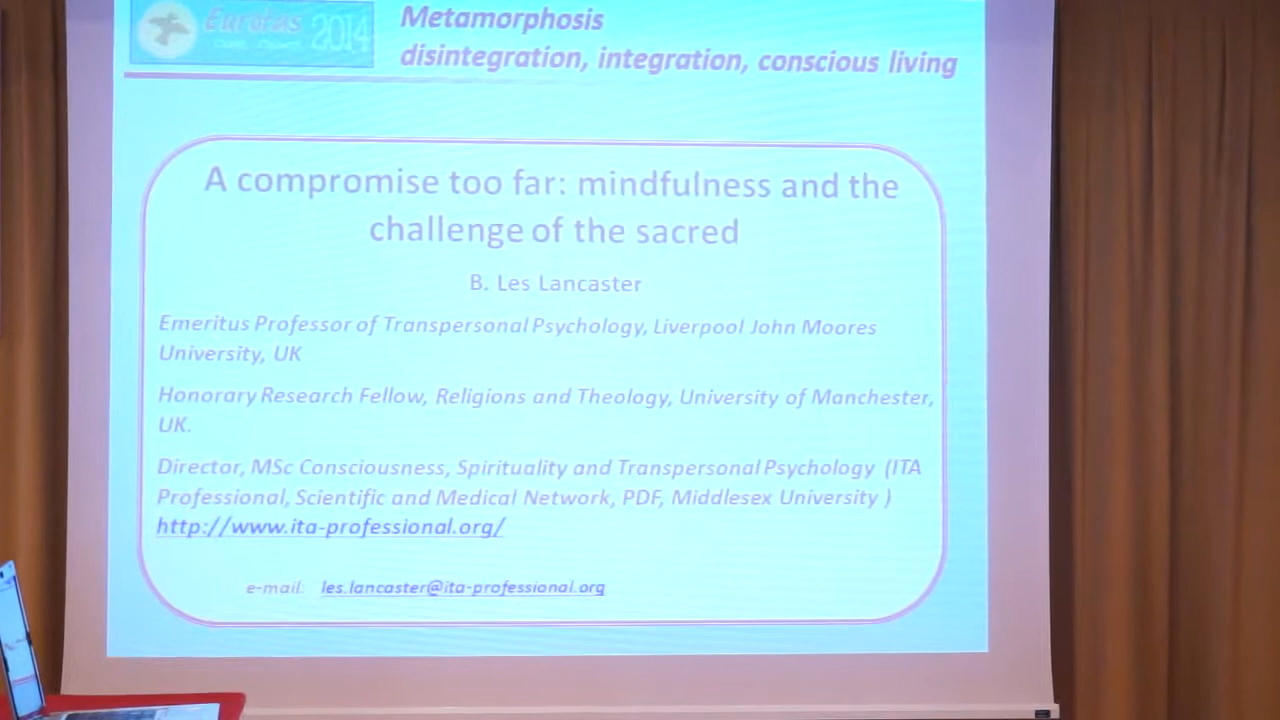 Eurotas
2014
Metamorphosis
disintegration, integration, conscious living
A compromise too far: mindfulness and the
challenge of the sacred
B. Les Lancaster
Emeritus Professor of Transpersonal Psychology, Liverpool John Moores
University, UK
Honorary Research Fellow, Religions and Theology, University of Manchester,
UK.
Director, MSc Consciousness, Spirituality and Transpersonal Psychology (ITA
Professional, Scientific and Medical Network, PDF, Middlesex University )
http://www.ita-professional.org/
e-mail: les.lancaster@ita-professional.org